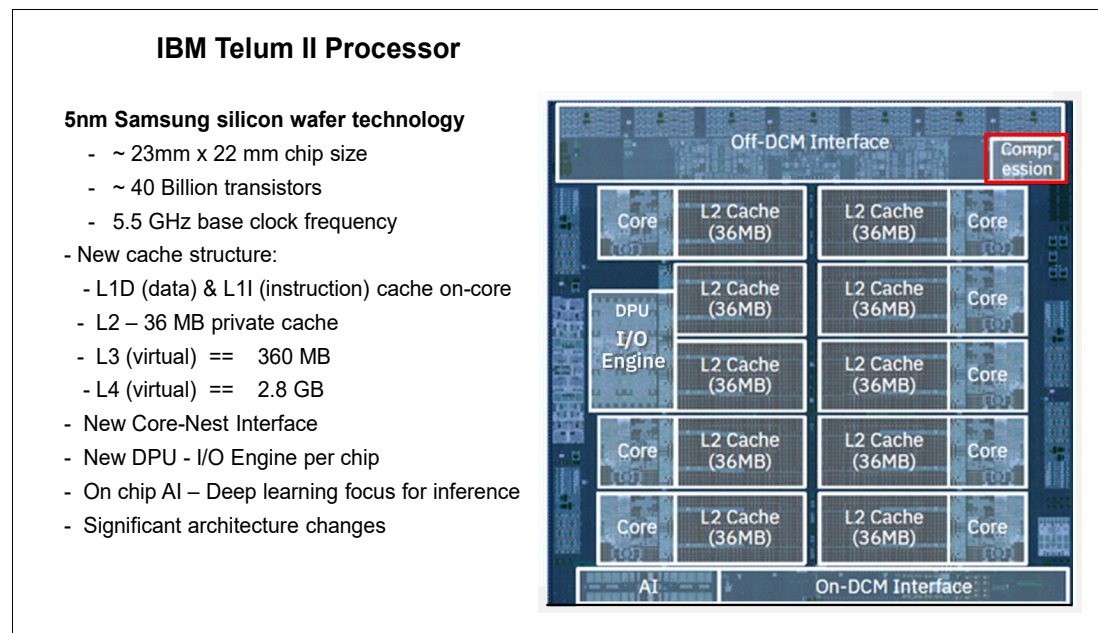 IBM Telum II Processor
5nm Samsung silicon wafer technology
- ~ 23mm x 22 mm chip size
- ~ 40 Billion transistors
- 5.5 GHz base clock frequency
- New cache structure:
- L1D (data) & L1I (instruction) cache on-core
- L2 – 36 MB private cache
- L3 (virtual) == 360 MB
- L4 (virtual) == 2.8 GB
- New Core-Nest Interface
- New DPU - I/O Engine per chip
- On chip AI – Deep learning focus for inference
- Significant architecture changes
Off-DCM Interface
Compr
ession
Core
L2 Cache
(36MB)
L2 Cache
(36MB)
Core
L2 Cache
(36MB)
L2 Cache
(36MB)
Core
DPU
I/O
Engine
L2 Cache
(36MB)
L2 Cache
(36MB)
Core
Core
L2 Cache
(36MB)
L2 Cache
(36MB)
Core
Core
L2 Cache
(36MB)
L2 Cache
(36MB)
Core
AI
On-DCM Interface